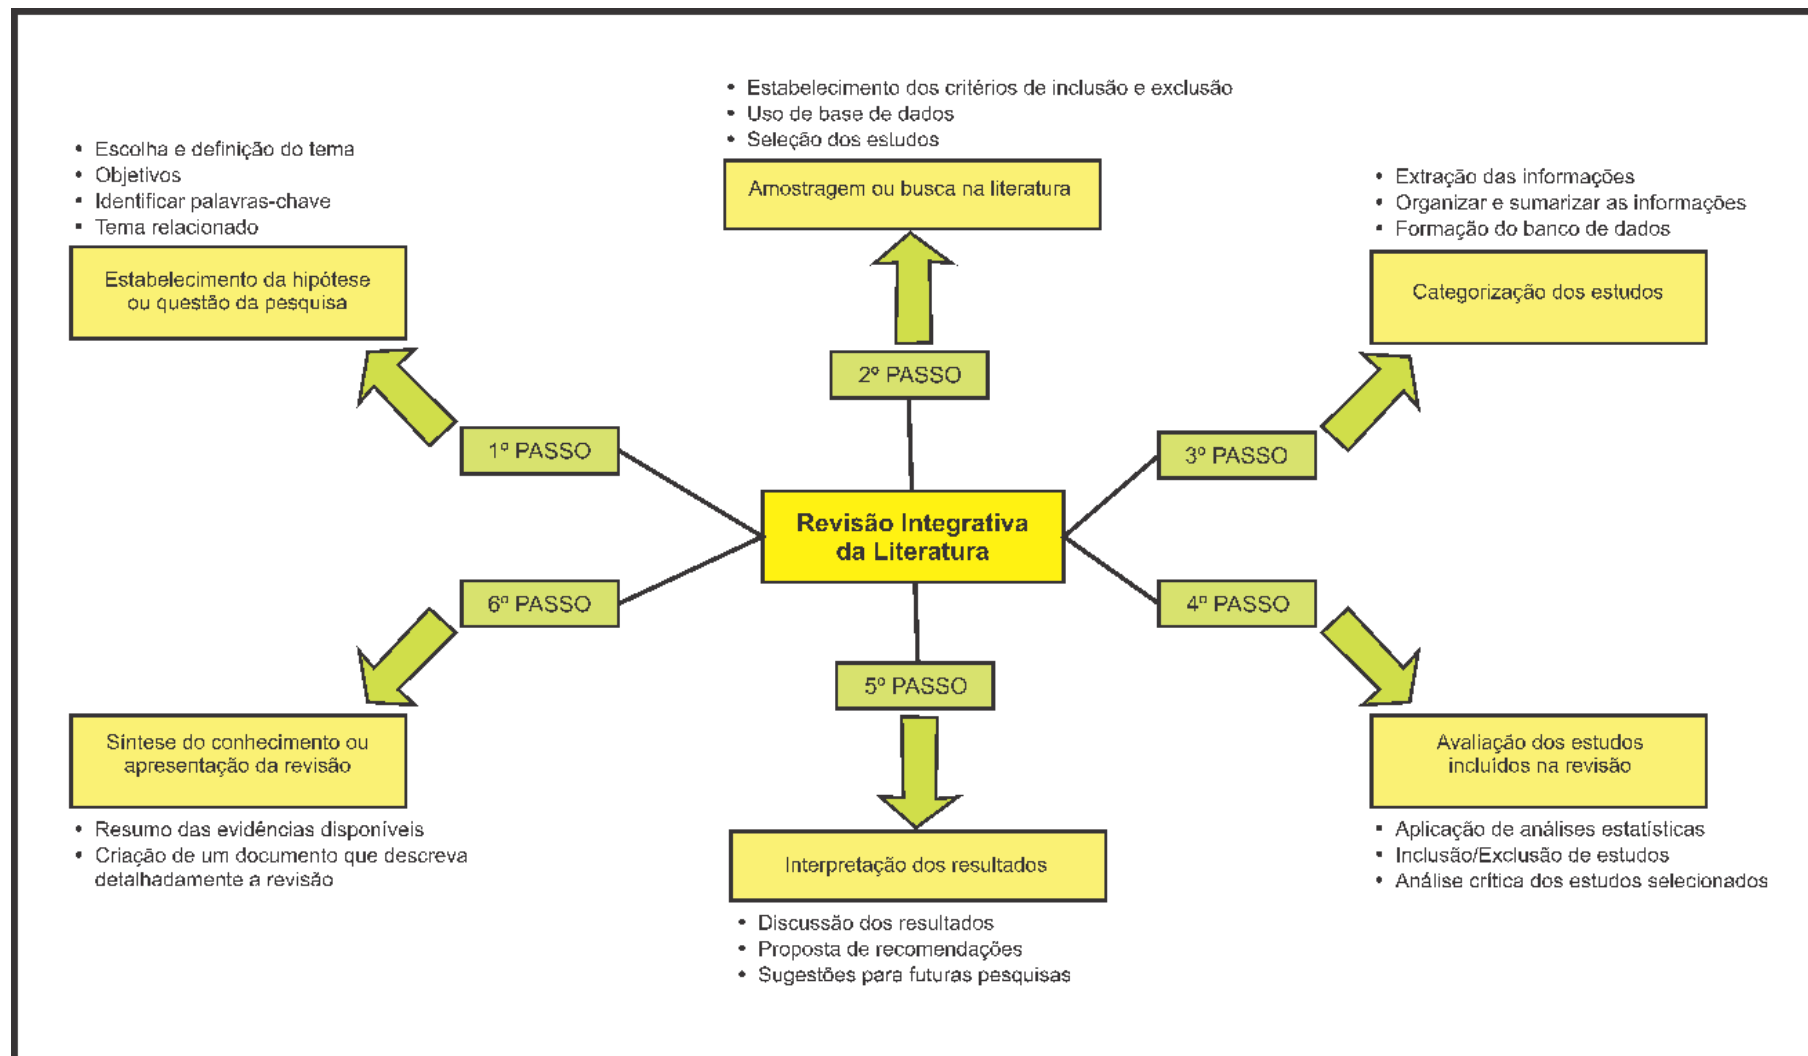 • Escolha e definição do tema
• Objetivos
• Identificar palavras-chave
• Tema relacionado
Estabelecimento da hipótese
ou questão da pesquisa
1º PASSO
• Estabelecimento dos critérios de inclusão e exclusão
• Uso de base de dados
• Seleção dos estudos
Amostragem ou busca na literatura
2º PASSO
• Extração das informações
• Organizar e sumarizar as informações
• Formação do banco de dados
Categorização dos estudos
3º PASSO
Revisão Integrativa
da Literatura
4º PASSO
Avaliação dos estudos
incluídos na revisão
• Aplicação de análises estatísticas
• Inclusão/Exclusão de estudos
• Análise crítica dos estudos selecionados
5º PASSO
Interpretação dos resultados
• Discussão dos resultados
• Proposta de recomendações
• Sugestões para futuras pesquisas
6º PASSO
Síntese do conhecimento ou
apresentação da revisão
• Resumo das evidências disponíveis
• Criação de um documento que descreva
detalhadamente a revisão